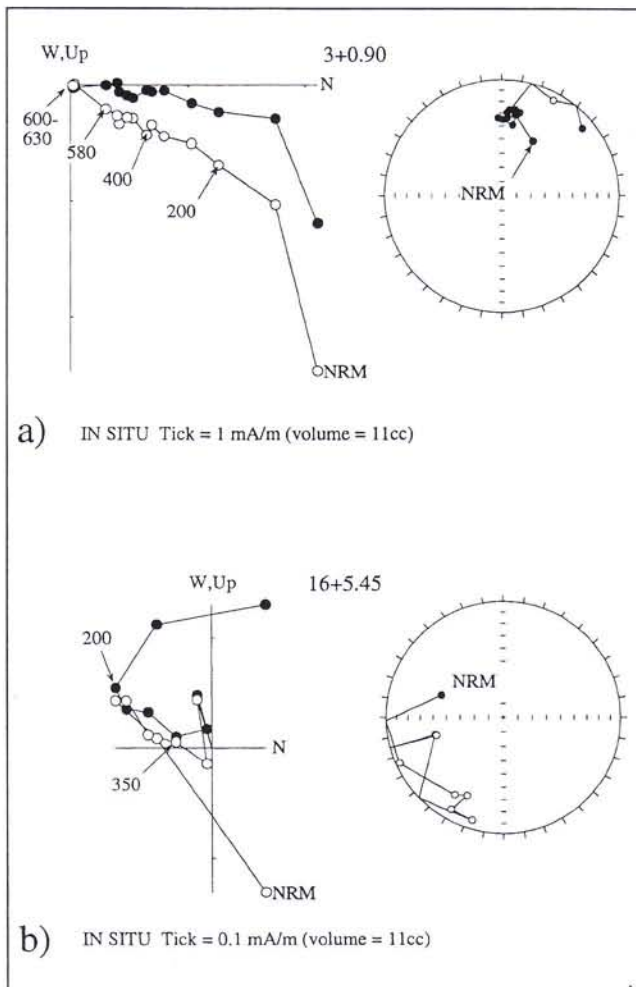 W,Up
3+0.90
N
600-
630
580
400
200
NRM
NRM
a) IN SITU Tick = 1 mA/m (volume = 11cc)
W,Up
16+5.45
200
N
350
NRM
NRM
b) IN SITU Tick = 0.1 mA/m (volume = 11cc)